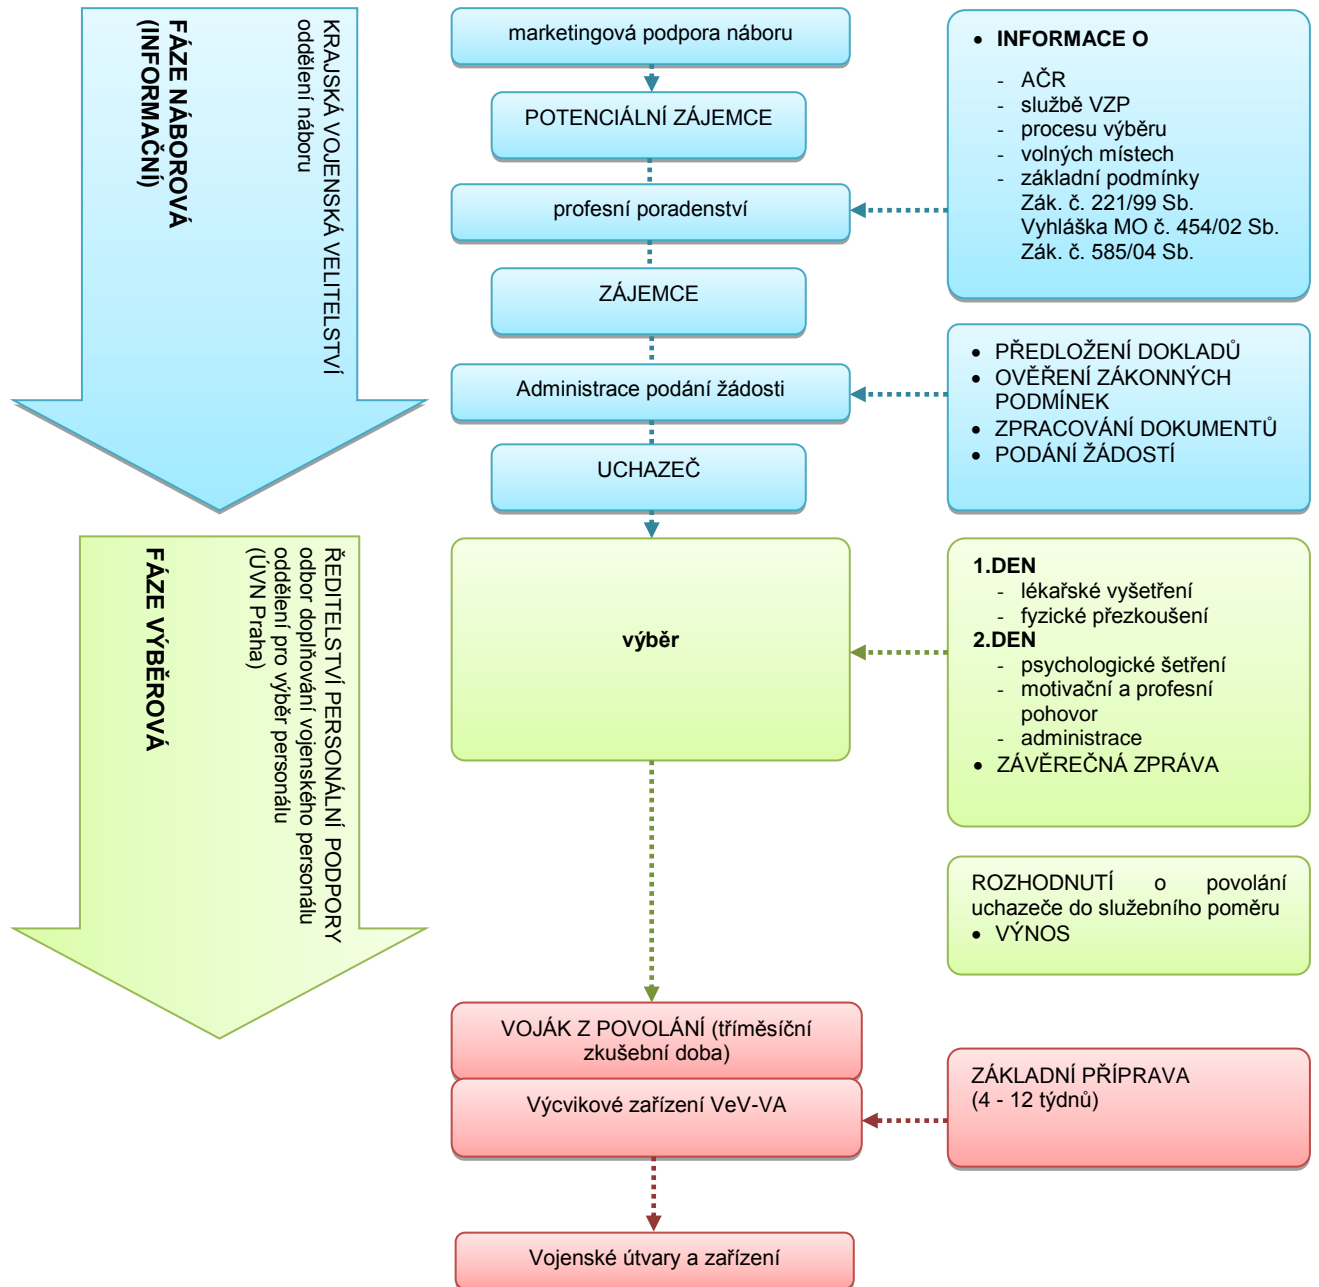 FÁZE NÁBOROVÁ
(INFORMAČNÍ)
KRAJSKÁ VOJENSKÁ VELITELSTVÍ
oddělení náboru
marketingová podpora náboru
POTENCIÁLNÍ ZÁJEMCE
profesní poradenství
ZÁJEMCE
Administrace podání žádosti
UCHAZEČ
• INFORMACE O
- AČR
- službě VZP
- procesu výběru
- volných místech
- základní podmínky
Zák. č. 221/99 Sb.
Vyhláška MO č. 454/02 Sb.
Zák. č. 585/04 Sb.
• PŘEDLOŽENÍ DOKLADŮ
• OVĚŘENÍ ZÁKONNÝCH
PODMÍNEK
• ZPRACOVÁNÍ DOKUMENTŮ
• PODÁNÍ ŽÁDOSTÍ
FÁZE VÝBĚROVÁ
ŘEDITELSTVÍ PERSONÁLNÍ PODPORY
odbor doplňování vojenského personálu
oddělení pro výběr personálu
(ÚVN Praha)
výběr
1.DEN
- lékařské vyšetření
- fyzické přezkoušení
2.DEN
- psychologické šetření
- motivační a profesní
pohovor
- administrace
• ZÁVĚREČNÁ ZPRÁVA
ROZHODNUTÍ o povolání
uchazeče do služebního poměru
• VÝNOS
VOJÁK Z POVOLÁNÍ (tříměsíční
zkušební doba)
Výcvikové zařízení VeV-VA
ZÁKLADNÍ PŘÍPRAVA
(4 - 12 týdnů)
Vojenské útvary a zařízení